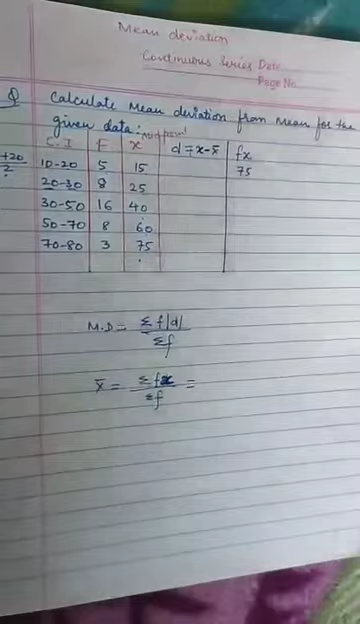 Mean deviation
Continuous Series Date
Page No.
Q Calculate Mean deviation from Mean for the
given data:
C.I F x mid point d = x-x̄ fx
+20/2 10-20 5 15 75
20-30 8 25
30-50 16 40
50-70 8 60
70-80 3 75
M.D = Σf|d| / Σf
x̄ = Σfx / Σf =